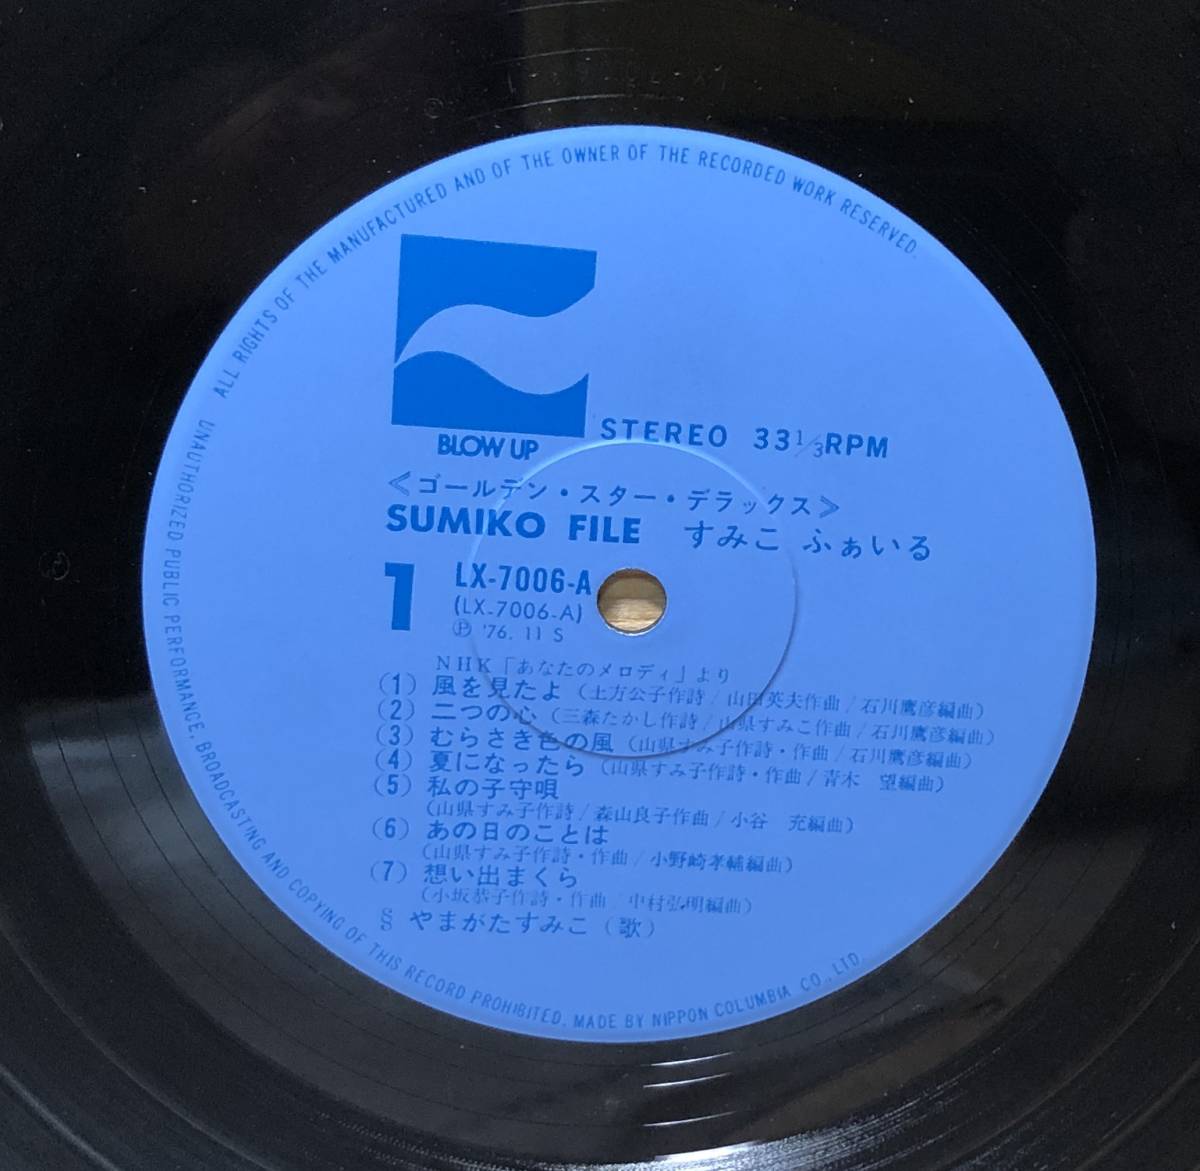 ALL RIGHTS OF THE MANUFACTURED AND OF THE OWNER OF THE RECORDED WORK RESERVED.
UNAUTHORIZED PUBLIC PERFORMANCE, BROADCASTING AND COPYING OF THIS RECORD PROHIBITED. MADE BY NIPPON COLUMBIA CO., LTD.
BLOW UP
STEREO 33 1/3 RPM
≪ゴールデン・スター・デラックス≫
SUMIKO FILE すみこ ふぁいる
1
LX-7006-A
(LX-7006-A)
Ⓟ '76. 11 S
NHK「あなたのメロディ」より
(1) 風を見たよ (土方公子作詩/山田英夫作曲/石川鷹彦編曲)
(2) 二つの心 (三森たかし作詩/山県すみこ作曲/石川鷹彦編曲)
(3) むらさき色の風 (山県すみ子作詩・作曲/石川鷹彦編曲)
(4) 夏になったら (山県すみ子作詩・作曲/青木 望編曲)
(5) 私の子守唄
(山県すみ子作詩/森山良子作曲/小谷 充編曲)
(6) あの日のことは
(山県すみ子作詩・作曲/小野崎孝輔編曲)
(7) 想い出まくら
(小坂恭子作詩・作曲/中村弘明編曲)
§ やまがたすみこ (歌)